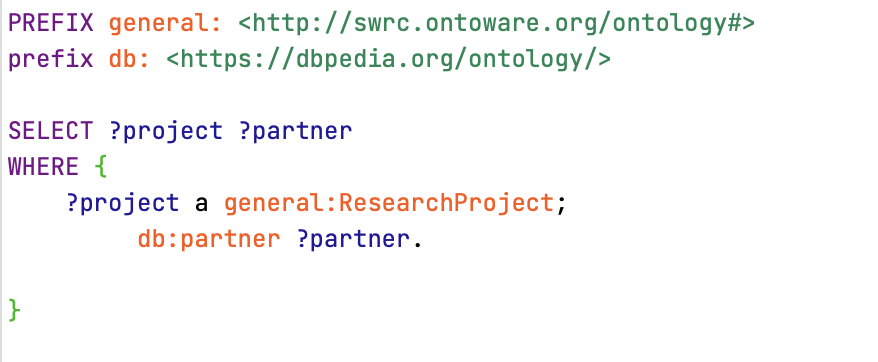 PREFIX general: <http://swrc.ontoware.org/ontology#>
prefix db: <https://dbpedia.org/ontology/>
SELECT ?project ?partner
WHERE {
?project a general:ResearchProject;
db:partner ?partner.
}